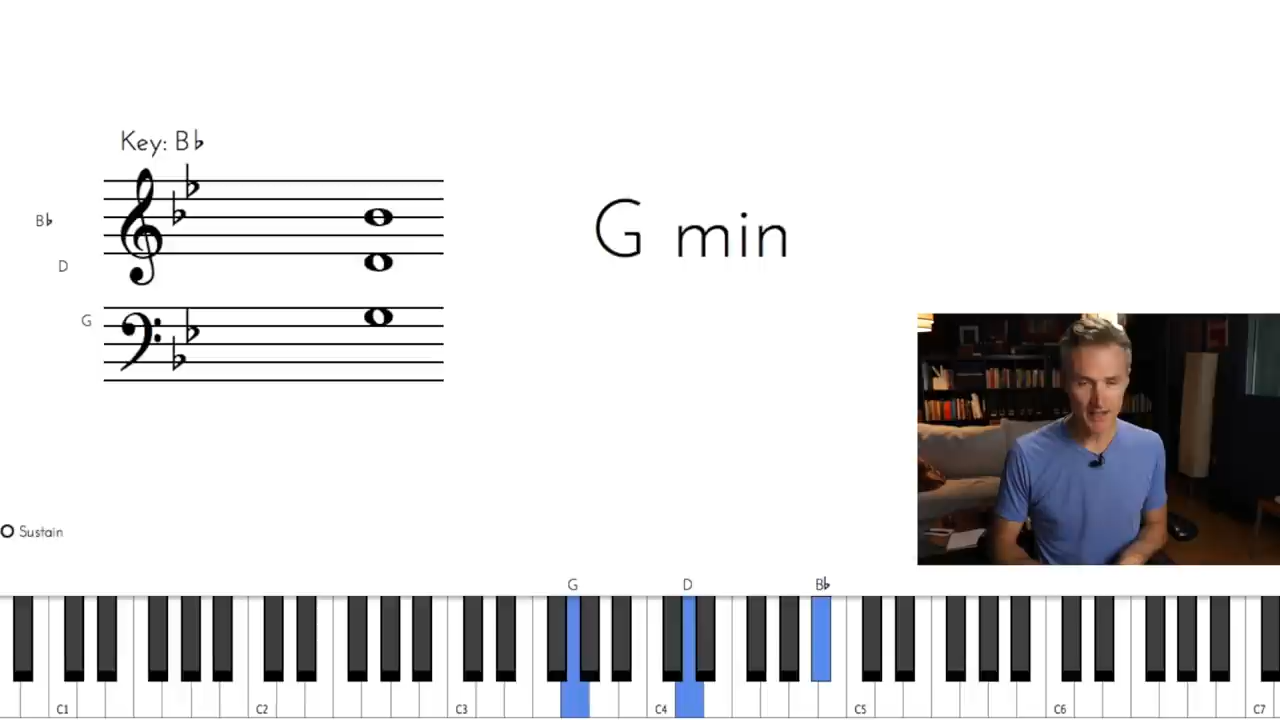 Key: B♭
B♭
D
G
G min
Sustain
G D B♭
C1 C2 C3 C4 C5 C6 C7